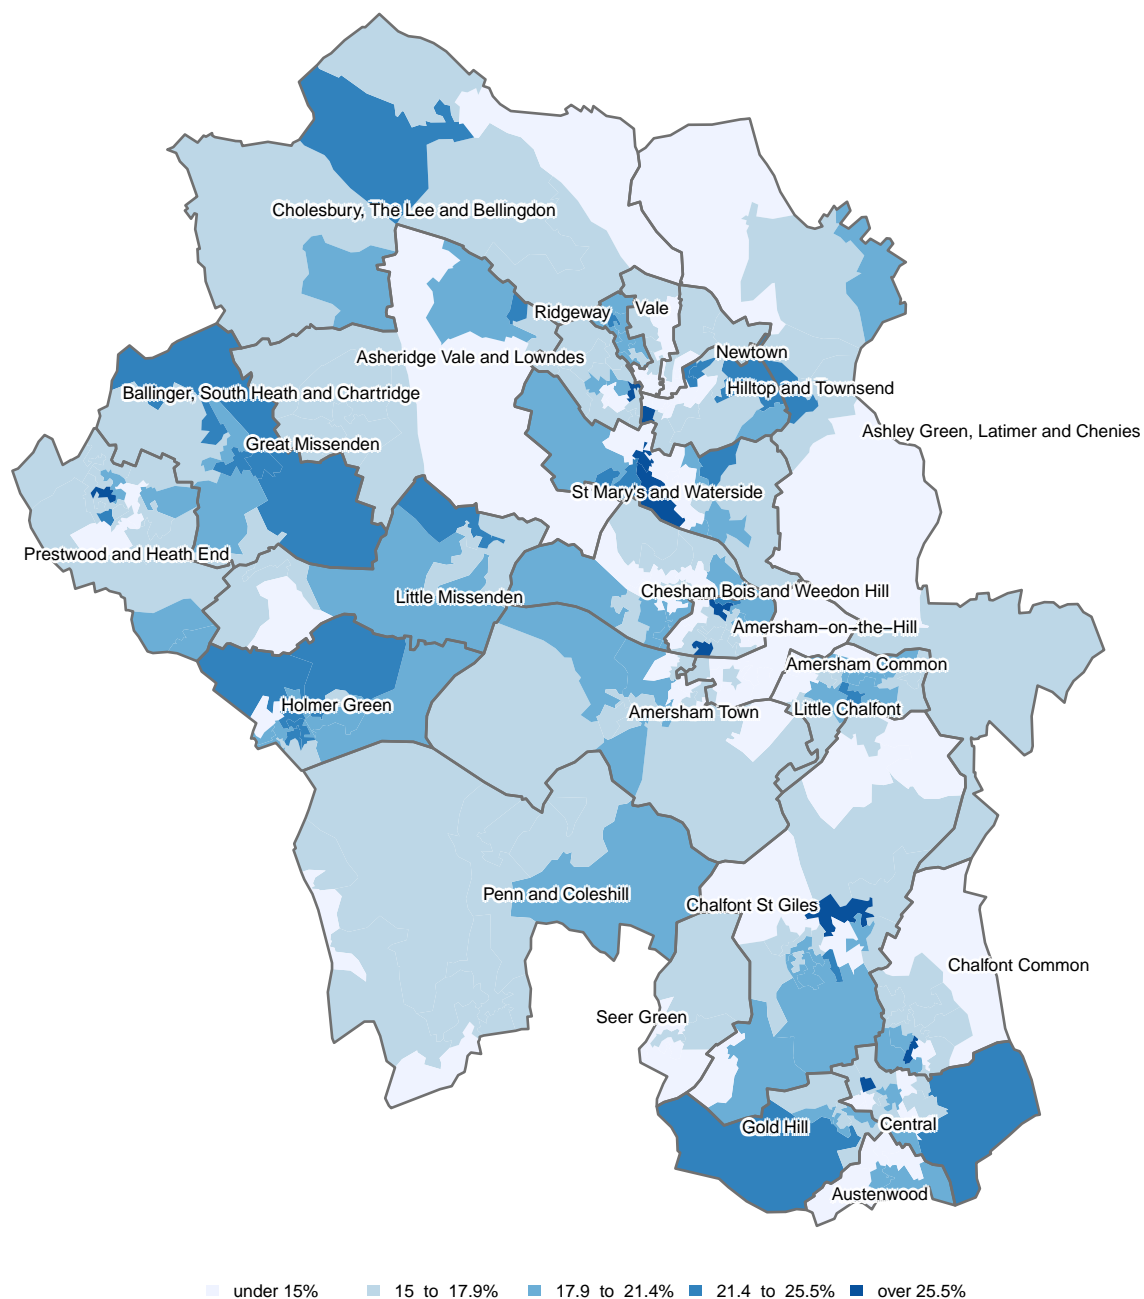 Cholesbury, The Lee and Bellingdon
Ridgeway
Vale
Asheridge Vale and Lowndes
Newtown
Hilltop and Townsend
Ballinger, South Heath and Chartridge
Ashley Green, Latimer and Chenies
Great Missenden
St Mary's and Waterside
Prestwood and Heath End
Chesham Bois and Weedon Hill
Little Missenden
Amersham−on−the−Hill
Amersham Common
Holmer Green
Little Chalfont
Amersham Town
Penn and Coleshill
Chalfont St Giles
Chalfont Common
Seer Green
Gold Hill
Central
Austenwood
under 15% 15 to 17.9% 17.9 to 21.4% 21.4 to 25.5% over 25.5%